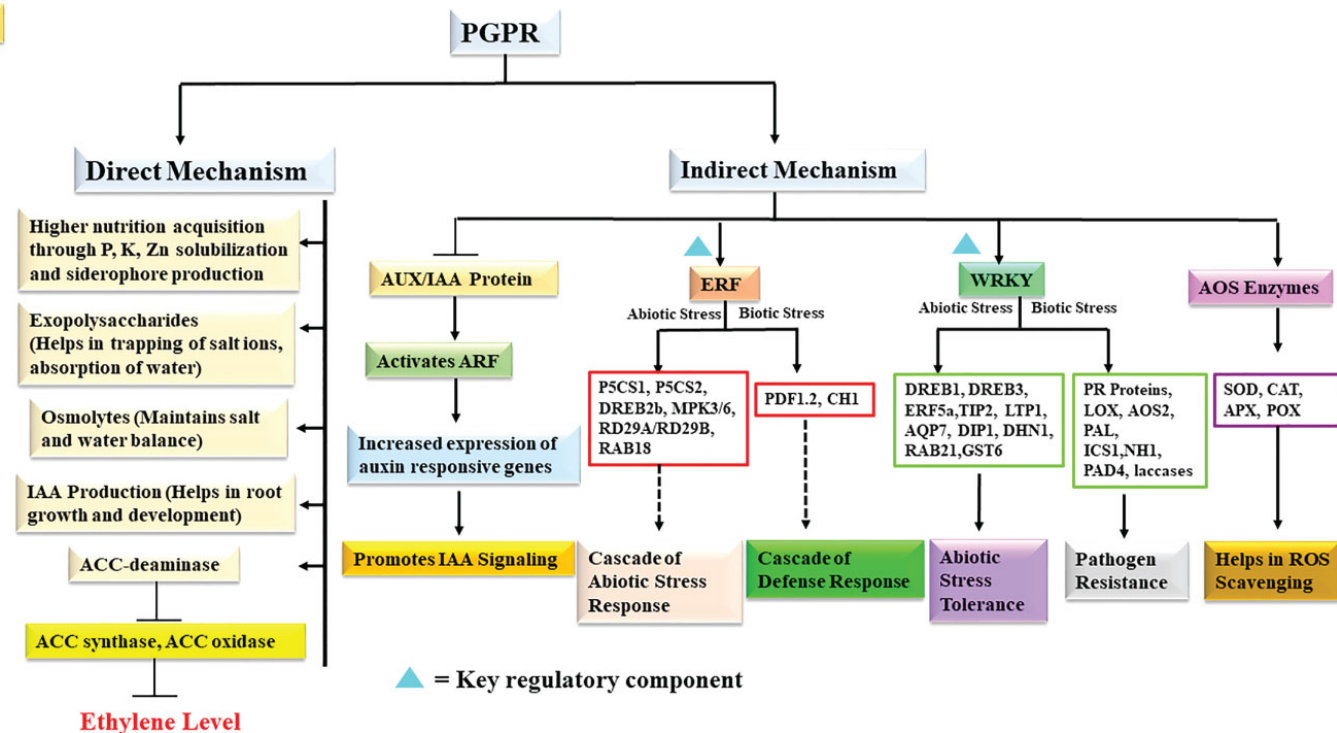 PGPR
Direct Mechanism
Higher nutrition acquisition
through P, K, Zn solubilization
and siderophore production
Exopolysaccharides
(Helps in trapping of salt ions,
absorption of water)
Osmolytes (Maintains salt
and water balance)
IAA Production (Helps in root
growth and development)
ACC-deaminase
ACC synthase, ACC oxidase
Ethylene Level
Indirect Mechanism
AUX/IAA Protein
Activates ARF
Increased expression of
auxin responsive genes
Promotes IAA Signaling
ERF
Abiotic Stress
Biotic Stress
P5CS1, P5CS2,
DREB2b, MPK3/6,
RD29A/RD29B,
RAB18
Cascade of
Abiotic Stress
Response
PDF1.2, CH1
Cascade of
Defense Response
WRKY
Abiotic Stress
Biotic Stress
DREB1, DREB3,
ERF5a,TIP2, LTP1,
AQP7, DIP1, DHN1,
RAB21,GST6
Abiotic
Stress
Tolerance
PR Proteins,
LOX, AOS2,
PAL,
ICS1,NH1,
PAD4, laccases
Pathogen
Resistance
AOS Enzymes
SOD, CAT,
APX, POX
Helps in ROS
Scavenging
= Key regulatory component